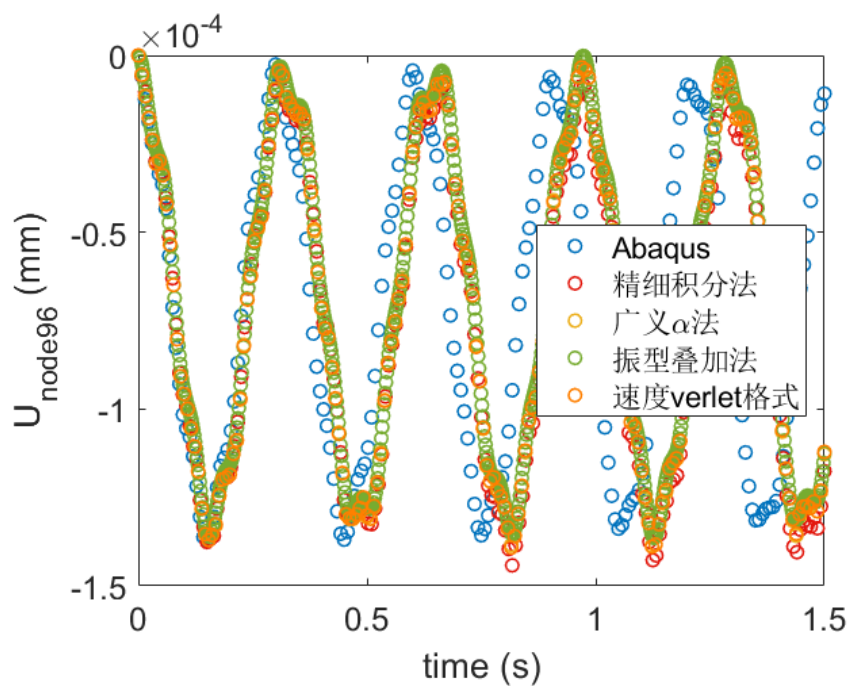 ×10⁻⁴
0
-0.5
-1
-1.5
U_node96 (mm)
Abaqus
精细积分法
广义α法
振型叠加法
速度verlet格式
0 0.5 1 1.5
time (s)